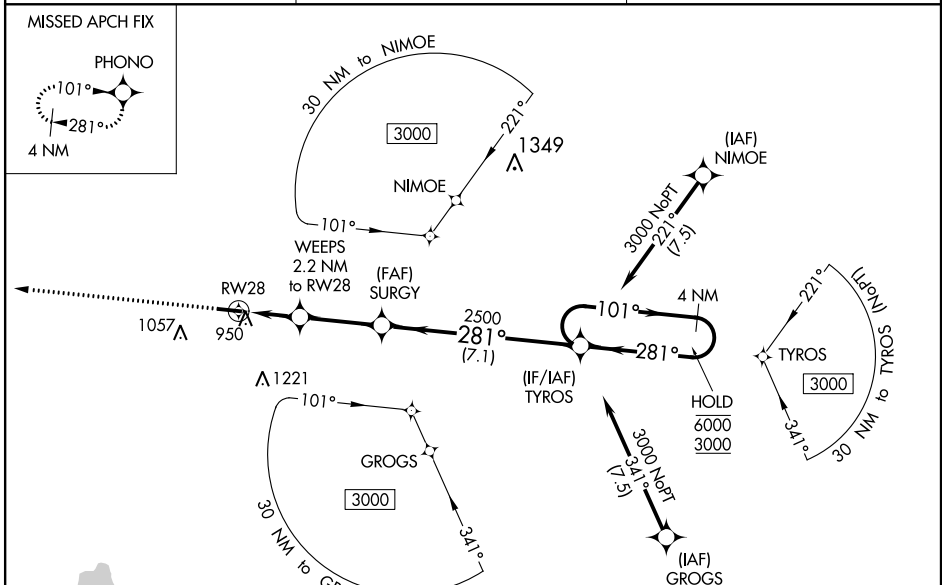 MISSED APCH FIX
PHONO
101°
281°
4 NM
30 NM to NIMOE
3000
221°
1349
NIMOE
101°
(IAF)
NIMOE
3000 NoPT
221°
(7.5)
WEEPS
2.2 NM
to RW28
(FAF)
SURGY
RW28
1057
950
2500
281°
(7.1)
101°
4 NM
281°
(IF/IAF)
TYROS
HOLD
6000
3000
221°
TYROS
3000
341°
30 NM to TYROS (NoPT)
1221
101°
GROGS
3000
341°
30 NM to GR
3000 NoPT
341°
(7.5)
(IAF)
GROGS